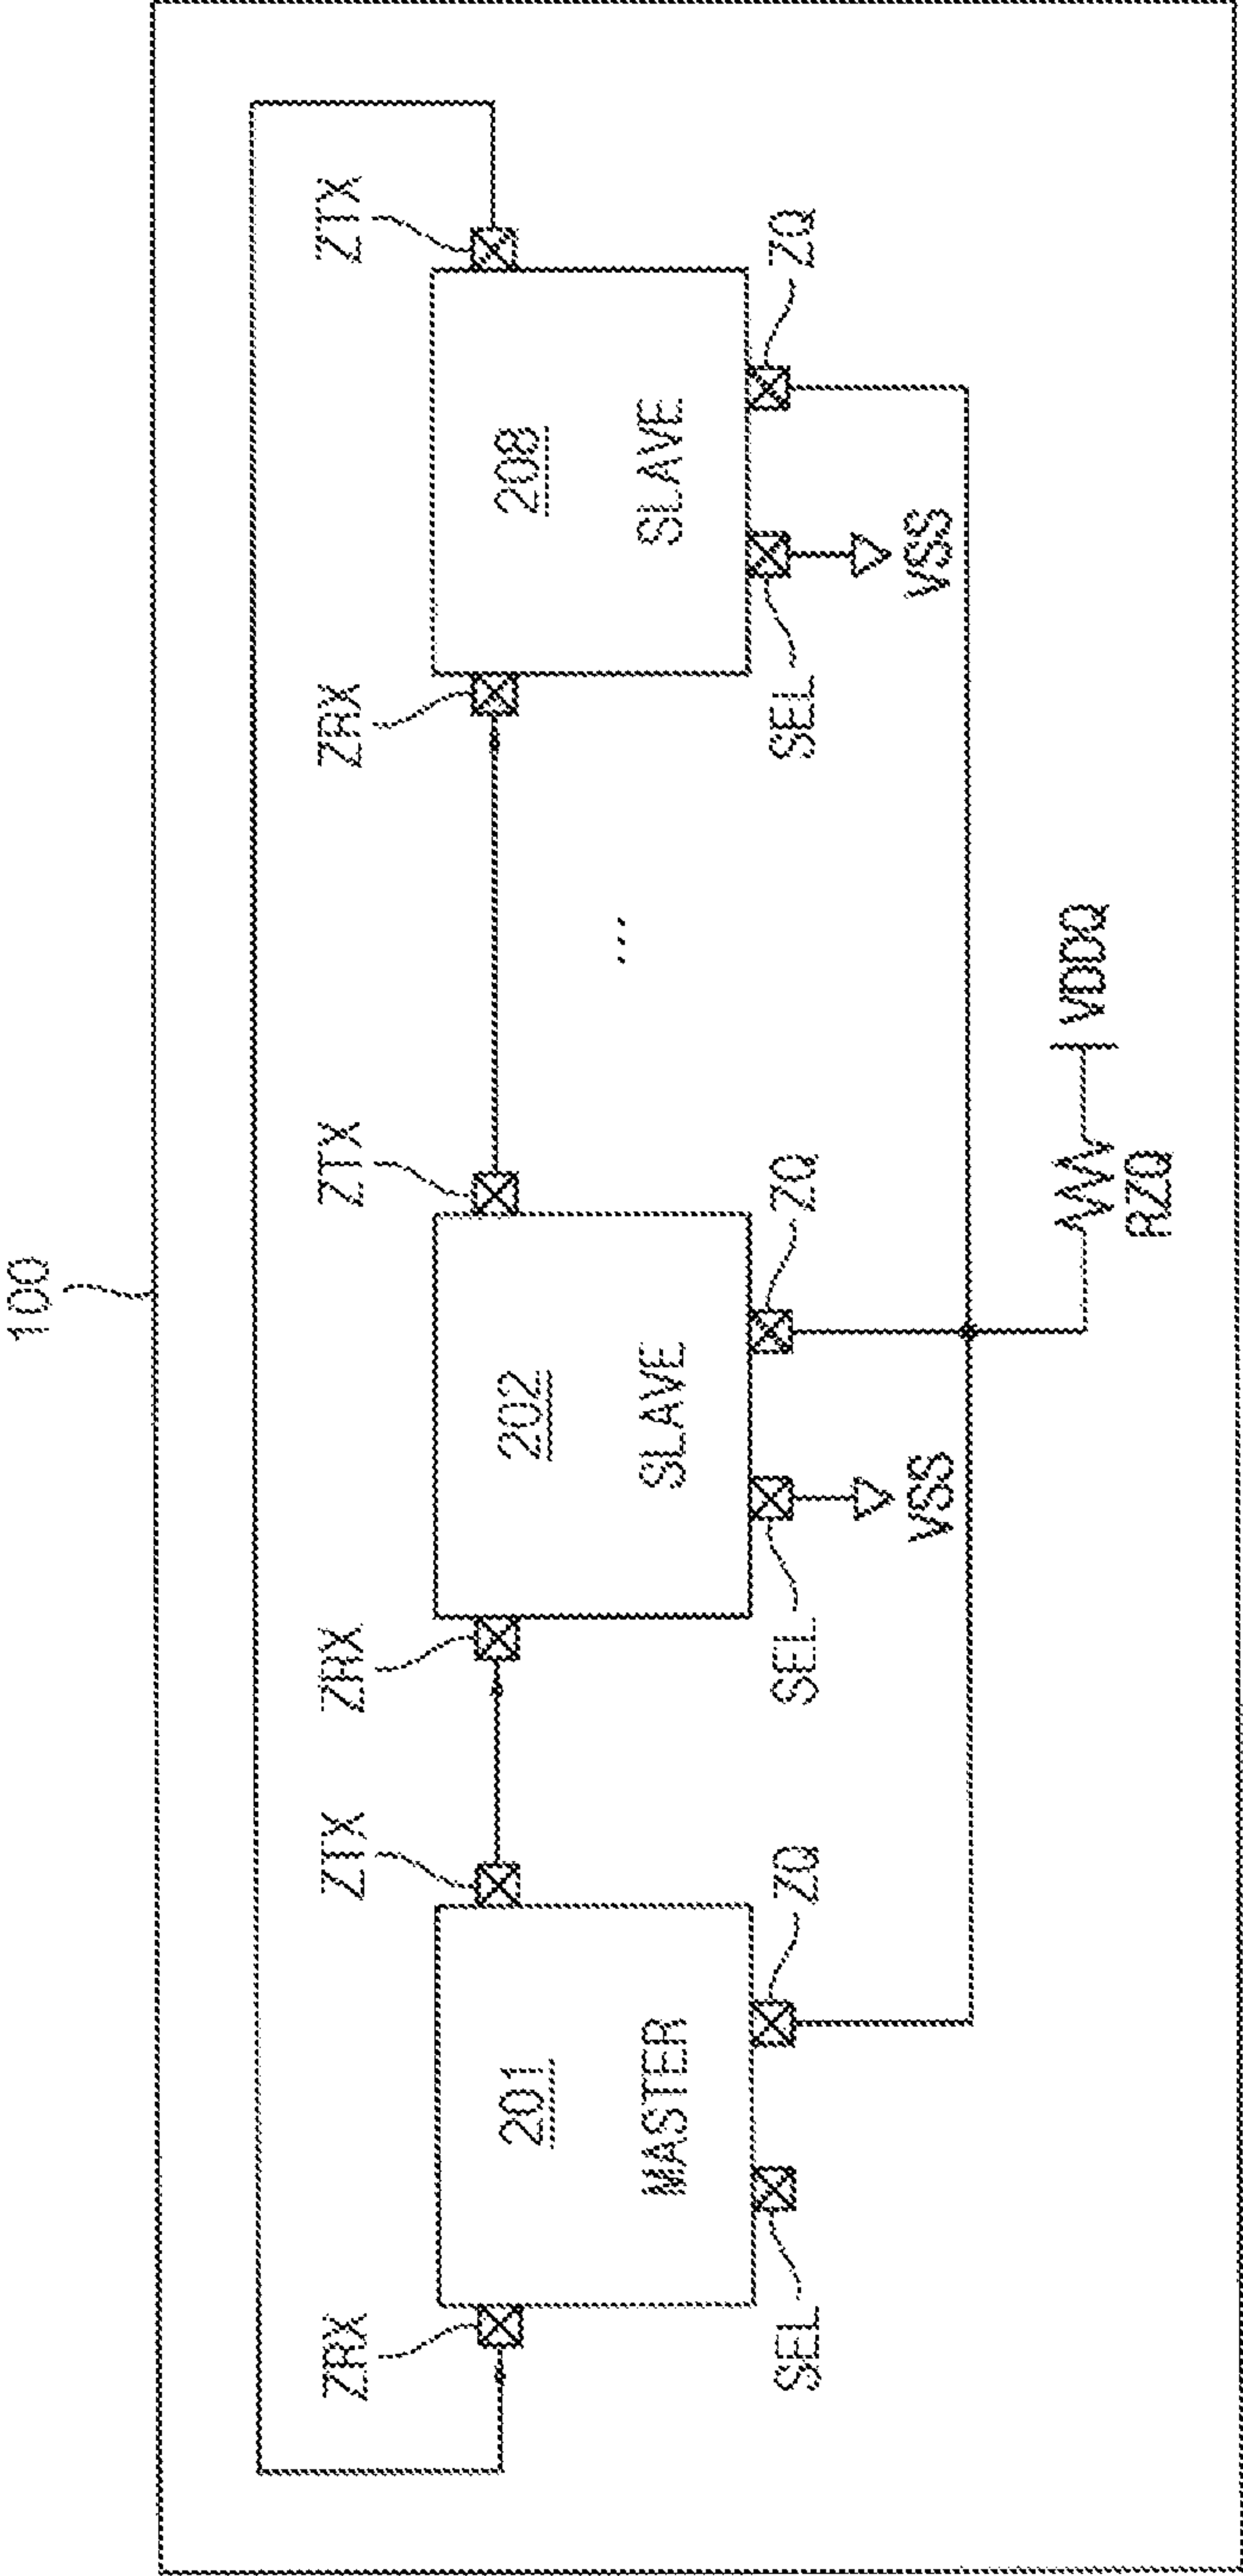 100
ZRX
ZTX
ZRX
ZTX
ZRX
ZTX
201
202
208
MASTER
SLAVE
...
SLAVE
SEL
ZQ
SEL
ZQ
SEL
ZQ
VSS
VSS
VDDQ
RZQ